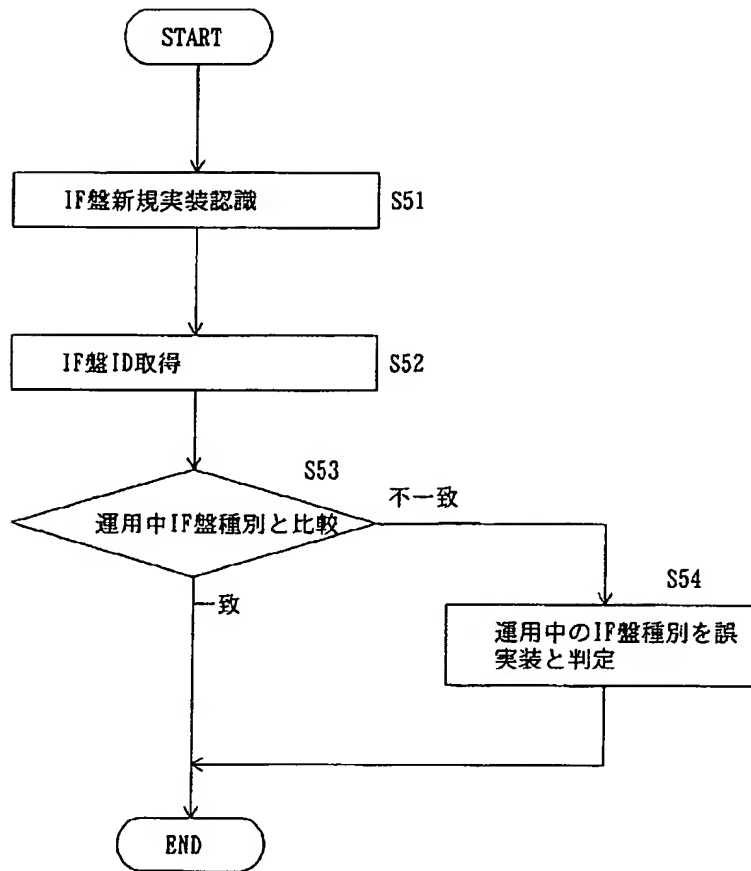 START
IF盤新規実装認識
S51
IF盤ID取得
S52
S53
運用中IF盤種別と比較
不一致
一致
S54
運用中のIF盤種別を誤
実装と判定
END